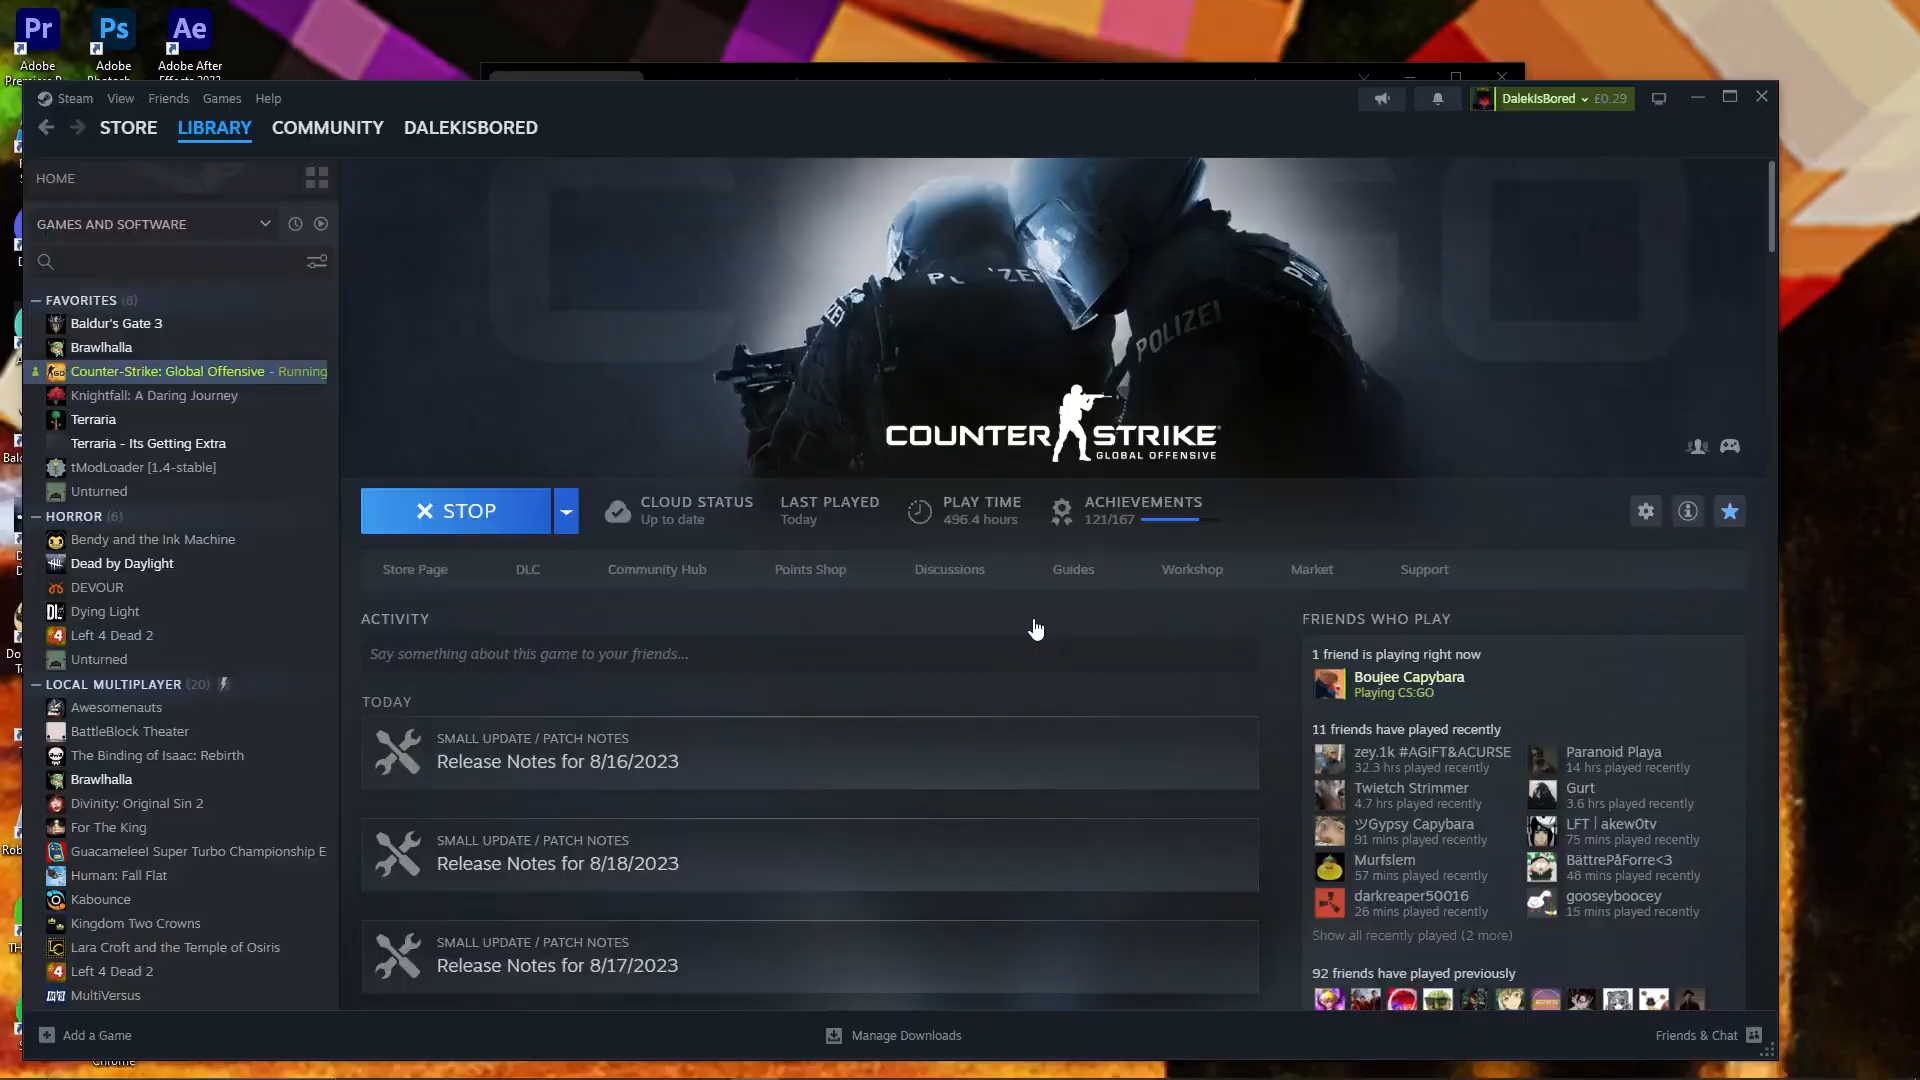 Adobe
Adobe
Adobe After
Steam View Friends Games Help
DalekIsBored £0.29
STORE LIBRARY COMMUNITY DALEKISBORED
HOME
GAMES AND SOFTWARE
FAVORITES (8)
Baldur's Gate 3
Brawlhalla
Counter-Strike: Global Offensive - Running
Knightfall: A Daring Journey
Terraria
Terraria - Its Getting Extra
tModLoader [1.4-stable]
Unturned
HORROR (6)
Bendy and the Ink Machine
Dead by Daylight
DEVOUR
Dying Light
Left 4 Dead 2
Unturned
LOCAL MULTIPLAYER (20)
Awesomenauts
BattleBlock Theater
The Binding of Isaac: Rebirth
Brawlhalla
Divinity: Original Sin 2
For The King
Guacamelee! Super Turbo Championship E
Human: Fall Flat
Kabounce
Kingdom Two Crowns
Lara Croft and the Temple of Osiris
Left 4 Dead 2
MultiVersus
POLIZEI
COUNTER STRIKE
GLOBAL OFFENSIVE
STOP
CLOUD STATUS
Up to date
LAST PLAYED
Today
PLAY TIME
496.4 hours
ACHIEVEMENTS
121/167
Store Page DLC Community Hub Points Shop Discussions Guides Workshop Market Support
ACTIVITY
Say something about this game to your friends...
TODAY
SMALL UPDATE / PATCH NOTES
Release Notes for 8/16/2023
SMALL UPDATE / PATCH NOTES
Release Notes for 8/18/2023
SMALL UPDATE / PATCH NOTES
Release Notes for 8/17/2023
FRIENDS WHO PLAY
1 friend is playing right now
Boujee Capybara
Playing CS:GO
11 friends have played recently
zey.1k #AGIFT&ACURSE
32.3 hrs played recently
Paranoid Playa
14 hrs played recently
Twietch Strimmer
4.7 hrs played recently
Gurt
3.6 hrs played recently
ツGypsy Capybara
91 mins played recently
LFT | akew0tv
75 mins played recently
Murfslem
57 mins played recently
BättrePåForre<3
48 mins played recently
darkreaper50016
26 mins played recently
gooseyboocey
15 mins played recently
Show all recently played (2 more)
92 friends have played previously
Add a Game
Manage Downloads
Friends & Chat